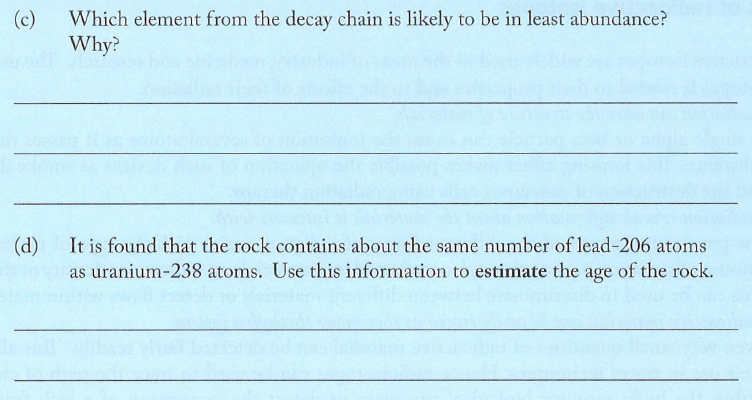 (c) Which element from the decay chain is likely to be in least abundance?
Why?
(d) It is found that the rock contains about the same number of lead-206 atoms
as uranium-238 atoms. Use this information to estimate the age of the rock.